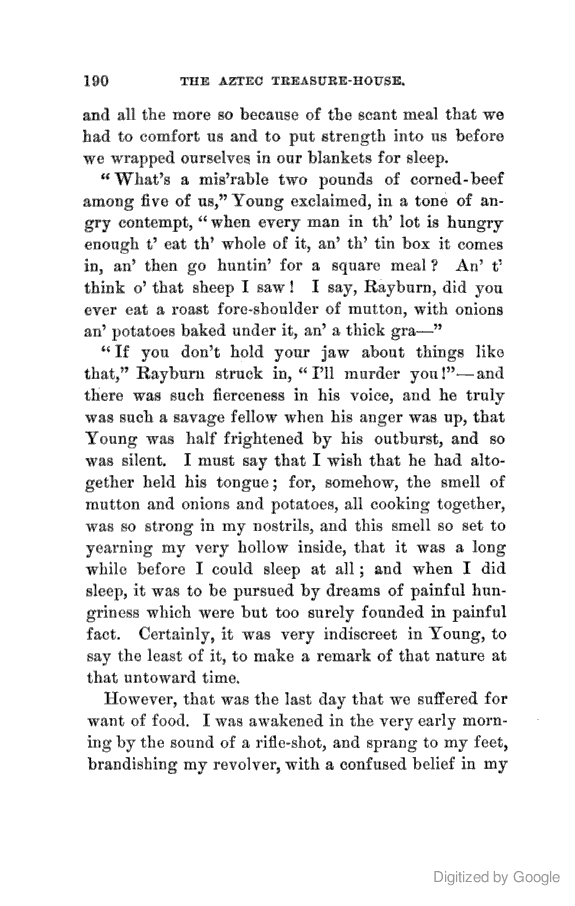 190 THE AZTEC TREASURE-HOUSE.
and all the more so because of the scant meal that we
had to comfort us and to put strength into us before
we wrapped ourselves in our blankets for sleep.
“What’s a mis’rable two pounds of corned-beef
among five of us,” Young exclaimed, in a tone of an-
gry contempt, “when every man in th’ lot is hungry
enough t’ eat th’ whole of it, an’ th’ tin box it comes
in, an’ then go huntin’ for a square meal? An’ t’
think o’ that sheep I saw! I say, Rayburn, did you
ever eat a roast fore-shoulder of mutton, with onions
an’ potatoes baked under it, an’ a thick gra—”
“If you don’t hold your jaw about things like
that,” Rayburn struck in, “I’ll murder you!”—and
there was such fierceness in his voice, and he truly
was such a savage fellow when his anger was up, that
Young was half frightened by his outburst, and so
was silent. I must say that I wish that he had alto-
gether held his tongue; for, somehow, the smell of
mutton and onions and potatoes, all cooking together,
was so strong in my nostrils, and this smell so set to
yearning my very hollow inside, that it was a long
while before I could sleep at all; and when I did
sleep, it was to be pursued by dreams of painful hun-
griness which were but too surely founded in painful
fact. Certainly, it was very indiscreet in Young, to
say the least of it, to make a remark of that nature at
that untoward time.
However, that was the last day that we suffered for
want of food. I was awakened in the very early morn-
ing by the sound of a rifle-shot, and sprang to my feet,
brandishing my revolver, with a confused belief in my
Digitized by Google